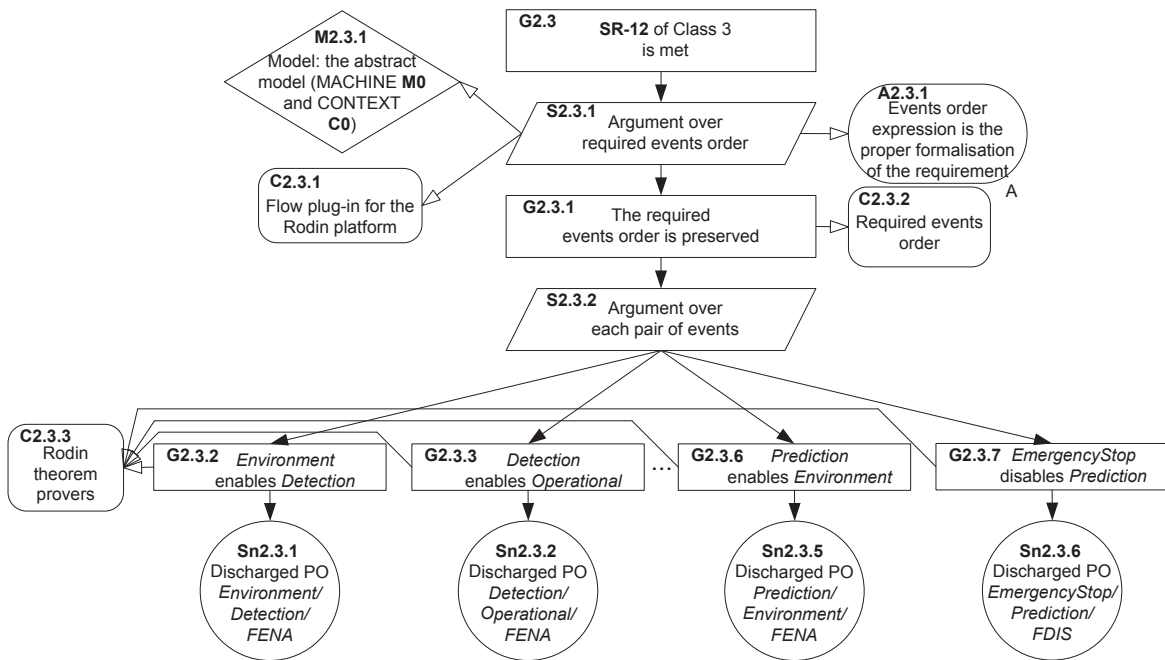 G2.3
SR-12 of Class 3
is met
M2.3.1
Model: the abstract
model (MACHINE M0
and CONTEXT
C0)
S2.3.1
Argument over
required events order
A2.3.1
Events order
expression is the
proper formalisation
of the requirement
A
C2.3.1
Flow plug-in for the
Rodin platform
G2.3.1
The required
events order is preserved
C2.3.2
Required events
order
S2.3.2
Argument over
each pair of events
C2.3.3
Rodin
theorem
provers
G2.3.2
Environment
enables Detection
G2.3.3
Detection
enables Operational
...
G2.3.6
Prediction
enables Environment
G2.3.7
EmergencyStop
disables Prediction
Sn2.3.1
Discharged PO
Environment/
Detection/
FENA
Sn2.3.2
Discharged PO
Detection/
Operational/
FENA
Sn2.3.5
Discharged PO
Prediction/
Environment/
FENA
Sn2.3.6
Discharged PO
EmergencyStop/
Prediction/
FDIS